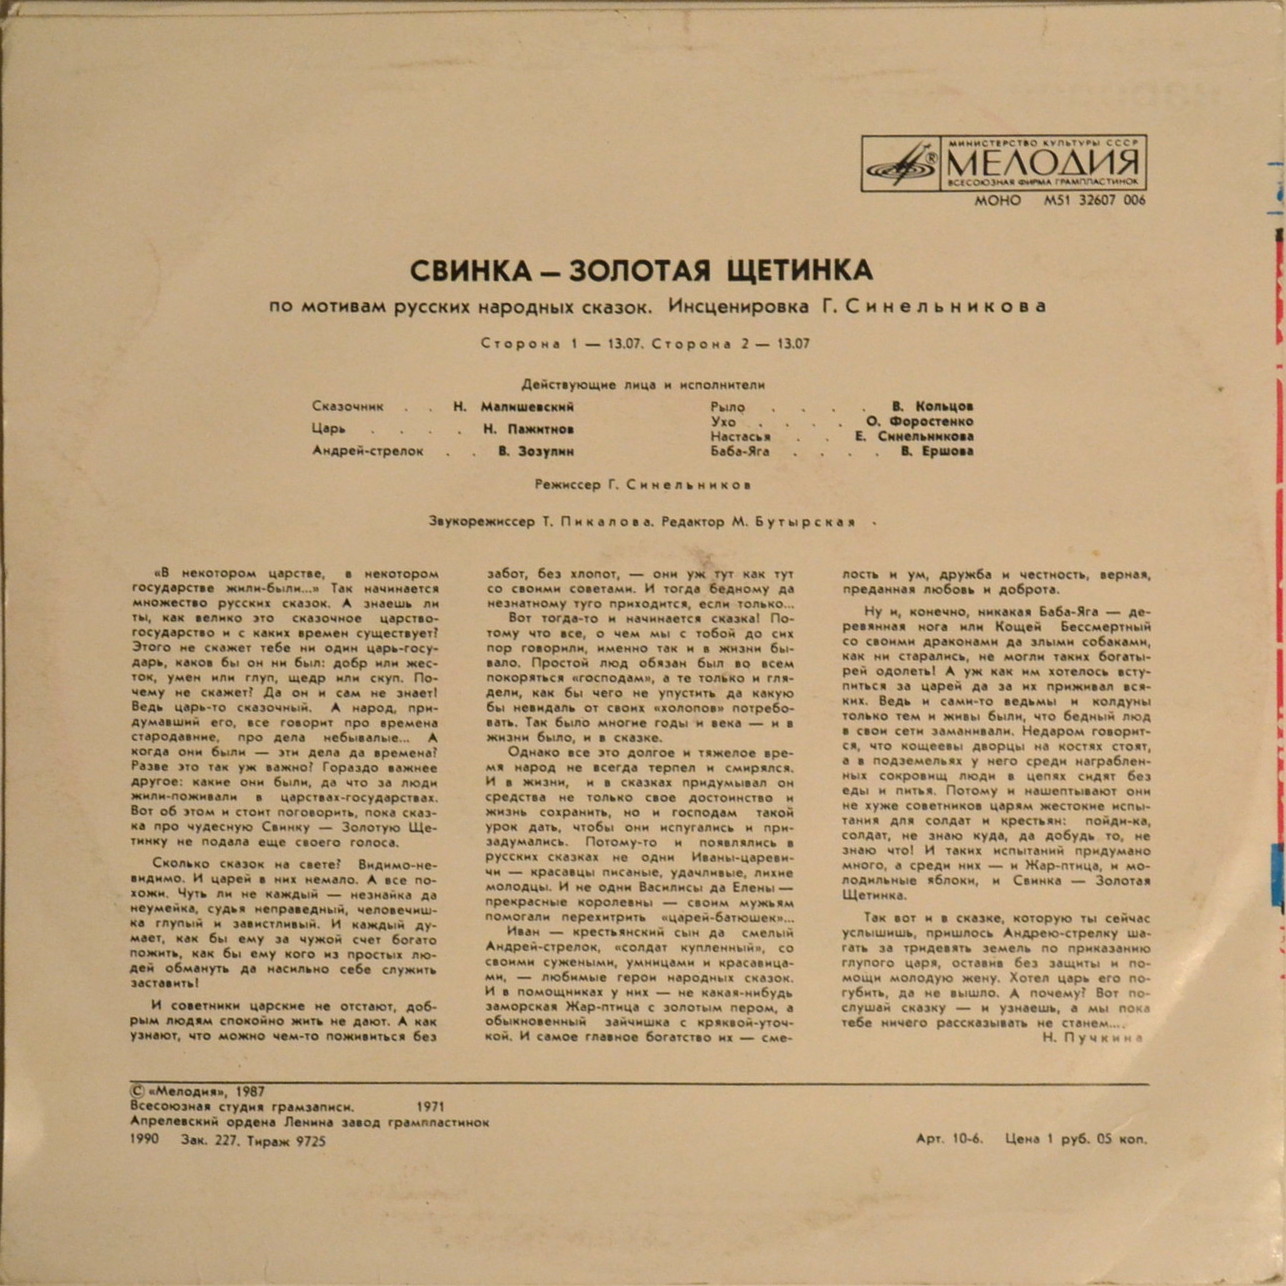 МИНИСТЕРСТВО КУЛЬТУРЫ СССР
МЕЛОДИЯ
ВСЕСОЮЗНАЯ ФИРМА ГРАМПЛАСТИНОК
МОНО М51 32607 006
СВИНКА — ЗОЛОТАЯ ЩЕТИНКА
по мотивам русских народных сказок. Инсценировка Г. Синельникова
Сторона 1 — 13.07. Сторона 2 — 13.07
Действующие лица и исполнители
Сказочник . . Н. Малишевский
Царь . . . . Н. Пажитнов
Андрей-стрелок . . В. Зозулин
Рыло . . . . В. Кольцов
Ухо . . . . О. Форостенко
Настасья . . Е. Синельникова
Баба-Яга . . . . В. Ершова
Режиссер Г. Синельников
Звукорежиссер Т. Пикалова. Редактор М. Бутырская
«В некотором царстве, в некотором
государстве жили-были...» Так начинается
множество русских сказок. А знаешь ли
ты, как велико это сказочное царство-
государство и с каких времен существует?
Этого не скажет тебе ни один царь-госу-
дарь, каков бы он ни был: добр или жес-
ток, умен или глуп, щедр или скуп. По-
чему не скажет? Да он и сам не знает!
Ведь царь-то сказочный. А народ, при-
думавший его, все говорит про времена
стародавние, про дела небывалые... А
когда они были — эти дела да времена?
Разве это так уж важно? Гораздо важнее
другое: какие они были, да что за люди
жили-поживали в царствах-государствах.
Вот об этом и стоит поговорить, пока сказ-
ка про чудесную Свинку — Золотую Ще-
тинку не подала еще своего голоса.
Сколько сказок на свете? Видимо-не-
видимо. И царей в них немало. А все по-
хожи. Чуть ли не каждый — незнайка да
неумейка, судья неправедный, человечиш-
ка глупый и завистливый. И каждый ду-
мает, как бы ему за чужой счет богато
пожить, как бы ему кого из простых лю-
дей обмануть да насильно себе служить
заставить!
И советники царские не отстают, доб-
рым людям спокойно жить не дают. А как
узнают, что можно чем-то поживиться без
забот, без хлопот, — они уж тут как тут
со своими советами. И тогда бедному да
незнатному туго приходится, если только...
Вот тогда-то и начинается сказка! По-
тому что все, о чем мы с тобой до сих
пор говорили, именно так и в жизни бы-
вало. Простой люд обязан был во всем
покоряться «господам», а те только и гля-
дели, как бы чего не упустить да какую
бы невидаль от своих «холопов» потребо-
вать. Так было многие годы и века — и в
жизни было, и в сказке.
Однако все это долгое и тяжелое вре-
мя народ не всегда терпел и смирялся.
И в жизни, и в сказках придумывал он
средства не только свое достоинство и
жизнь сохранить, но и господам такой
урок дать, чтобы они испугались и при-
задумались. Потому-то и появлялись в
русских сказках не одни Иваны-цареви-
чи — красавцы писаные, удачливые, лихие
молодцы. И не одни Василисы да Елены —
прекрасные королевны — своим мужьям
помогали перехитрить «царей-батюшек»...
Иван — крестьянский сын да смелый
Андрей-стрелок, «солдат купленный», со
своими сужеными, умницами и красавица-
ми, — любимые герои народных сказок.
И в помощниках у них — не какая-нибудь
заморская Жар-птица с золотым пером, а
обыкновенный зайчишка с кряквой-уточ-
кой. И самое главное богатство их — сме-
лость и ум, дружба и честность, верная,
преданная любовь и доброта.
Ну и, конечно, никакая Баба-Яга — де-
ревянная нога или Кощей Бессмертный
со своими драконами да злыми собаками,
как ни старались, не могли таких богаты-
рей одолеть! А уж как им хотелось всту-
питься за царей да за их приживал вся-
ких. Ведь и сами-то ведьмы и колдуны
только тем и живы были, что бедный люд
в свои сети заманивали. Недаром говорит-
ся, что кощеевы дворцы на костях стоят,
а в подземельях у него среди награблен-
ных сокровищ люди в цепях сидят без
еды и питья. Потому и нашептывают они
не хуже советников царям жестокие испы-
тания для солдат и крестьян: пойди-ка,
солдат, не знаю куда, да добудь то, не
знаю что! И таких испытаний придумано
много, а среди них — и Жар-птица, и мо-
лодильные яблоки, и Свинка — Золотая
Щетинка.
Так вот и в сказке, которую ты сейчас
услышишь, пришлось Андрею-стрелку ша-
гать за тридевять земель по приказанию
глупого царя, оставив без защиты и по-
мощи молодую жену. Хотел царь его по-
губить, да не вышло. А почему? Вот по-
слушай сказку — и узнаешь, а мы пока
тебе ничего рассказывать не станем...
Н. Пучкина
© «Мелодия», 1987
Всесоюзная студия грамзаписи. 1971
Апрелевский ордена Ленина завод грампластинок
1990 Зак. 227. Тираж 9725
Арт. 10-6. Цена 1 руб. 05 коп.